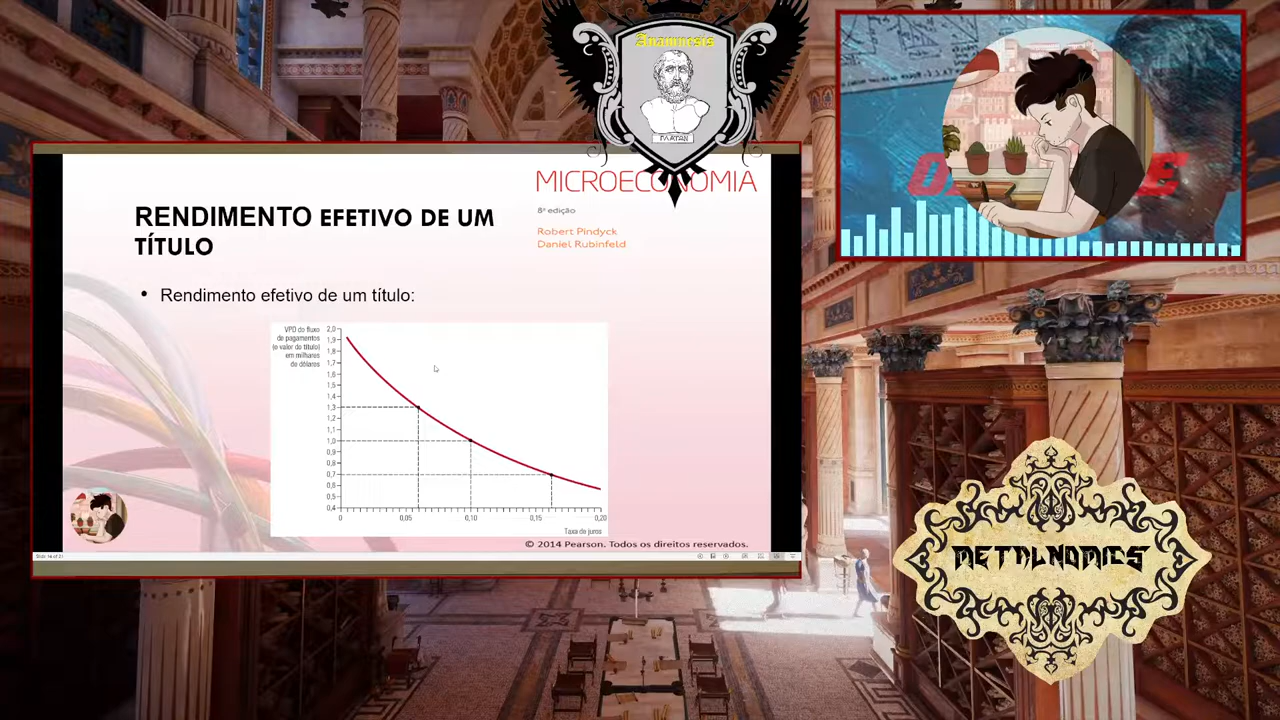 Anamnesis
MICROECONOMIA
8ª edição
Robert Pindyck
Daniel Rubinfeld
RENDIMENTO EFETIVO DE UM
TÍTULO
• Rendimento efetivo de um título:
VPD do fluxo
de pagamentos
(e valor do título)
em milhares
de dólares
2,0
1,9
1,8
1,7
1,6
1,5
1,4
1,3
1,2
1,1
1,0
0,9
0,8
0,7
0,6
0,5
0,4
0 0,05 0,10 0,15 0,20
Taxa de juros
© 2014 Pearson. Todos os direitos reservados.
METALNOMICS